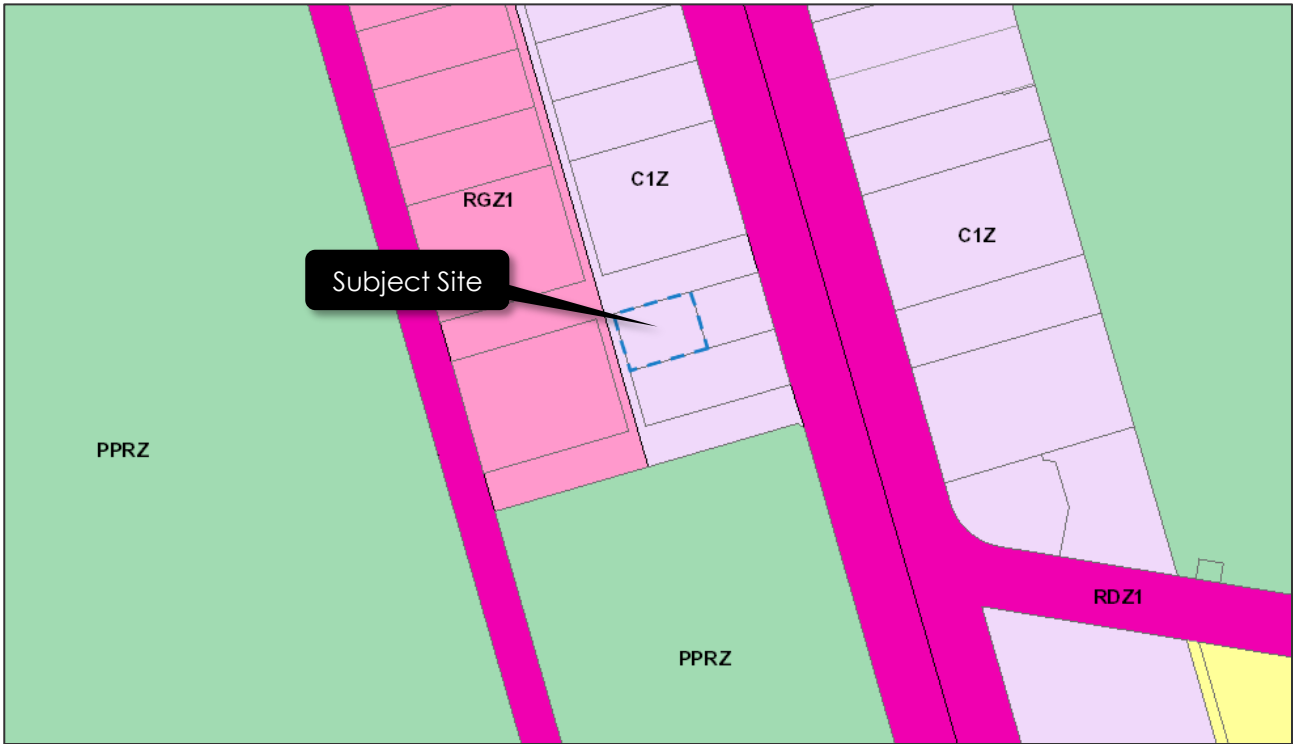 C1Z
RGZ1
C1Z
Subject Site
PPRZ
RDZ1
PPRZ